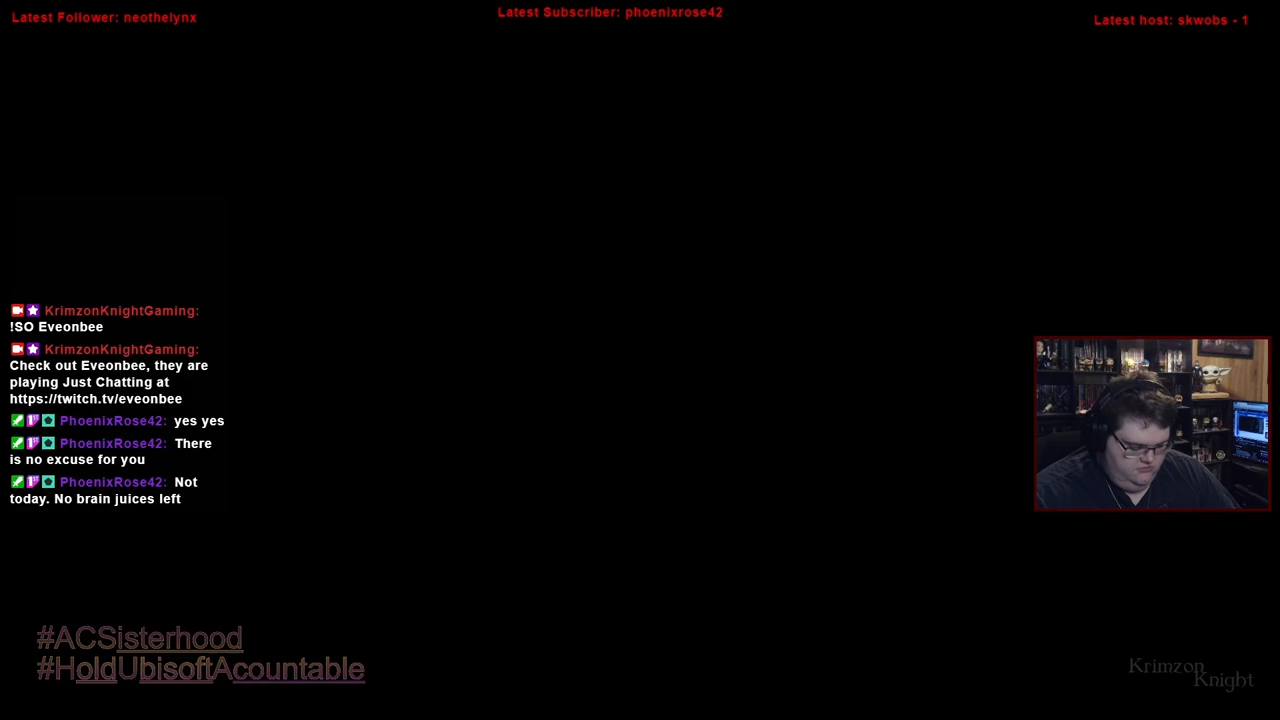 Latest Follower: neothelynx
Latest Subscriber: phoenixrose42
Latest host: skwobs - 1
KrimzonKnightGaming:
!SO Eveonbee
KrimzonKnightGaming:
Check out Eveonbee, they are
playing Just Chatting at
https://twitch.tv/eveonbee
PhoenixRose42: yes yes
PhoenixRose42: There
is no excuse for you
PhoenixRose42: Not
today. No brain juices left
#ACSisterhood
#HoldUbisoftAcountable
Krimzon
Knight